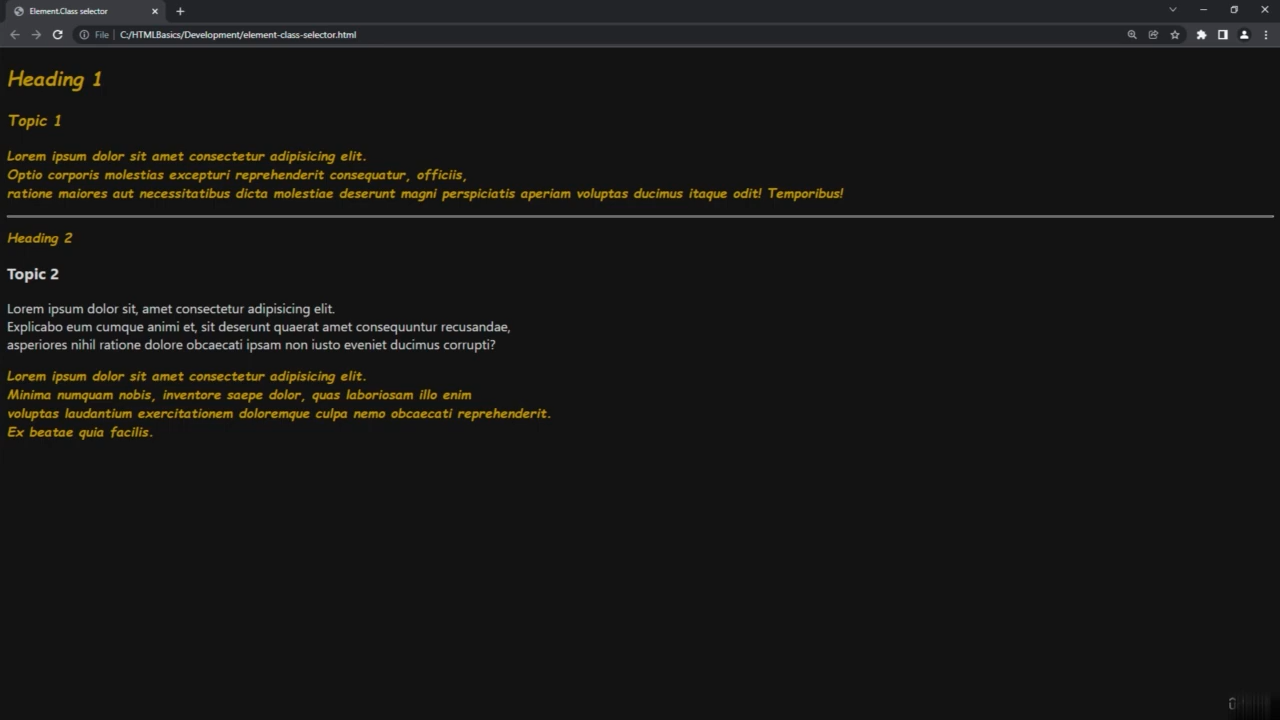 Element.Class selector
File
C:/HTMLBasics/Development/element-class-selector.html
Heading 1
Topic 1
Lorem ipsum dolor sit amet consectetur adipisicing elit.
Optio corporis molestias excepturi reprehenderit consequatur, officiis,
ratione maiores aut necessitatibus dicta molestiae deserunt magni perspiciatis aperiam voluptas ducimus itaque odit! Temporibus!
Heading 2
Topic 2
Lorem ipsum dolor sit, amet consectetur adipisicing elit.
Explicabo eum cumque animi et, sit deserunt quaerat amet consequuntur recusandae,
asperiores nihil ratione dolore obcaecati ipsam non iusto eveniet ducimus corrupti?
Lorem ipsum dolor sit amet consectetur adipisicing elit.
Minima numquam nobis, inventore saepe dolor, quas laboriosam illo enim
voluptas laudantium exercitationem doloremque culpa nemo obcaecati reprehenderit.
Ex beatae quia facilis.